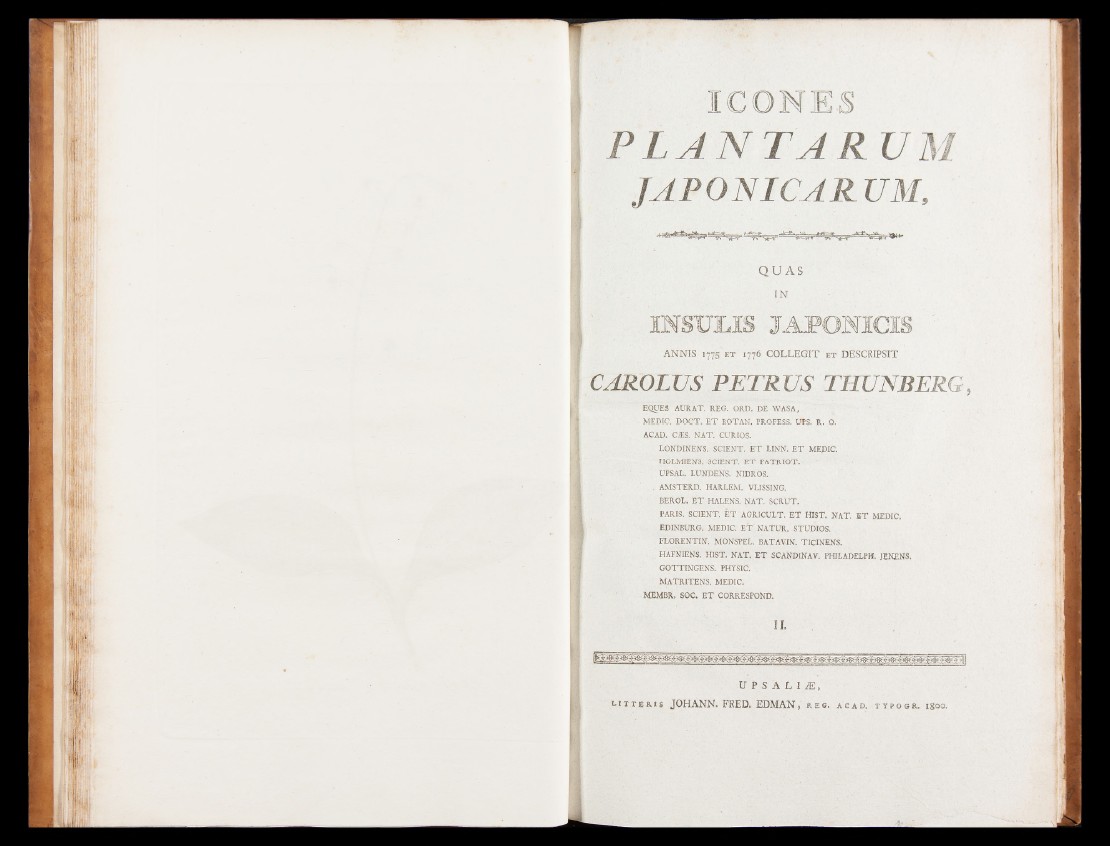 ICONES
PLANTARUM
JAPONICARUM,
QUAS
IN
INSULIS JAPONICIS
ANNIS 1775 ET 1776 COLLEGIT ET DESCRIPSIT
CAROLUS PETRUS THUNBERG,
EQUES AURAT. REG. ORD. DE WASA,
MEDIC. DOCT. ET BOTAN. PROFESS. UPS. R. O.
ACAD. CÆS. NAT. CURIOS.
LONDINENS. SCIENT. ET LINN. ET MEDIC.
HOLMIENS. SCIENT. ET PATRIOT.
UPSAL. LUNDENS. NIDROS.
AMSTERD. HARLEM. VLISSING.
BEROL. ET HALENS. NAT. SCRUT.
PARIS. SCIENT. ET AGRICULT. ET HIST. NAT. ET MEDIC.
EDINBURG. MEDIC. ET NATUR. STUDIOS.
FLORENTIN. MONSPEL. BATAVIN. TICINENS.
HAFNIENS. HIST. NAT. ET SCANDINAV. PHILADELPH. JENENS.
GOTTINGENS. PHYSIC.
MATRITENS. MEDIC.
MEMBR. SOC. ET CORRESPOND.
II.
UPSALIÆ,
LITTERIS JOHANN. FRED. EDMAN, REG. ACAD. TYPOGR. 1800.